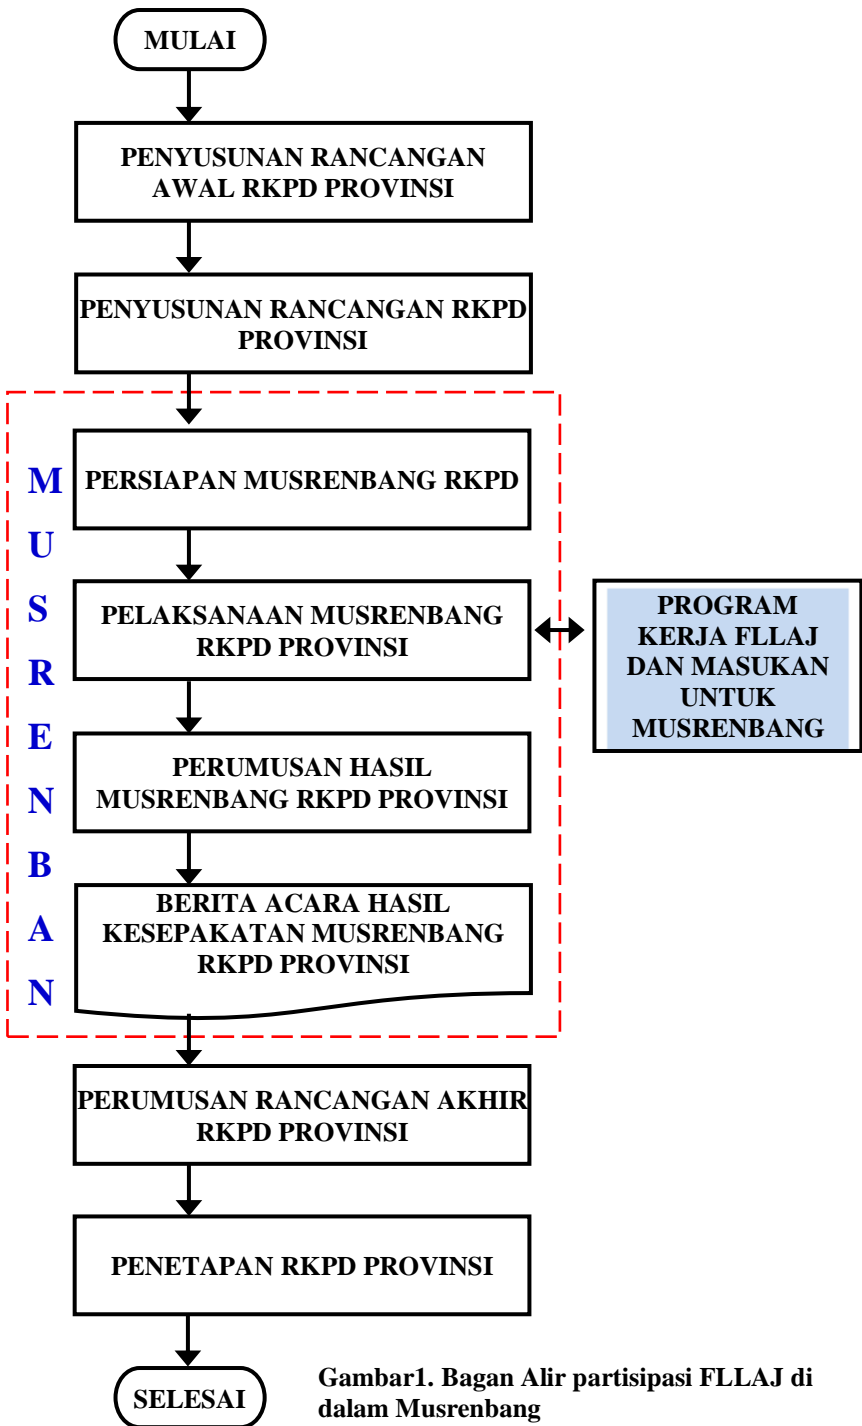 MULAI
PENYUSUNAN RANCANGAN
AWAL RKPD PROVINSI
PENYUSUNAN RANCANGAN RKPD
PROVINSI
M
U
S
R
E
N
B
A
N
PERSIAPAN MUSRENBANG RKPD
PELAKSANAAN MUSRENBANG
RKPD PROVINSI
PROGRAM
KERJA FLLAJ
DAN MASUKAN
UNTUK
MUSRENBANG
PERUMUSAN HASIL
MUSRENBANG RKPD PROVINSI
BERITA ACARA HASIL
KESEPAKATAN MUSRENBANG
RKPD PROVINSI
PERUMUSAN RANCANGAN AKHIR
RKPD PROVINSI
PENETAPAN RKPD PROVINSI
SELESAI
Gambar1. Bagan Alir partisipasi FLLAJ di
dalam Musrenbang